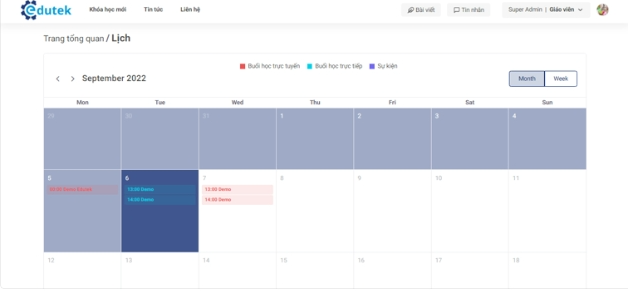 edutek
Khóa học mới Tin tức Liên hệ
Bài viết Tin nhắn Super Admin | Giáo viên
Trang tổng quan / Lịch
Buổi học trực tuyến Buổi học trực tiếp Sự kiện
September 2022
Month Week
Mon Tue Wed Thu Fri Sat Sun
29 30 31 1 2 3 4
5 6 7 8 9 10 11
Demo 13:00 Demo 13:00 Demo
Demo 14:00 Demo
12 13 14 15 16 17 18